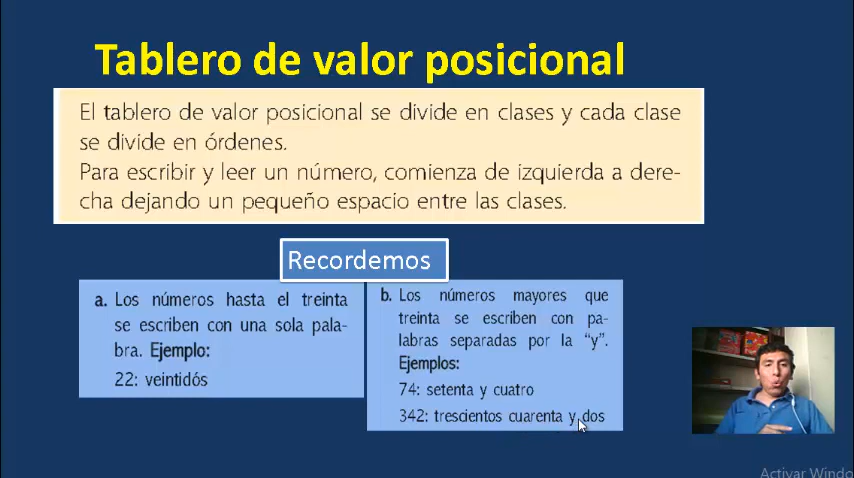 Tablero de valor posicional
El tablero de valor posicional se divide en clases y cada clase
se divide en órdenes.
Para escribir y leer un número, comienza de izquierda a dere-
cha dejando un pequeño espacio entre las clases.
Recordemos
a. Los números hasta el treinta
se escriben con una sola pala-
bra. Ejemplo:
22: veintidós
b. Los números mayores que
treinta se escriben con pa-
labras separadas por la “y”.
Ejemplos:
74: setenta y cuatro
342: trescientos cuarenta y dos
Activar Windo